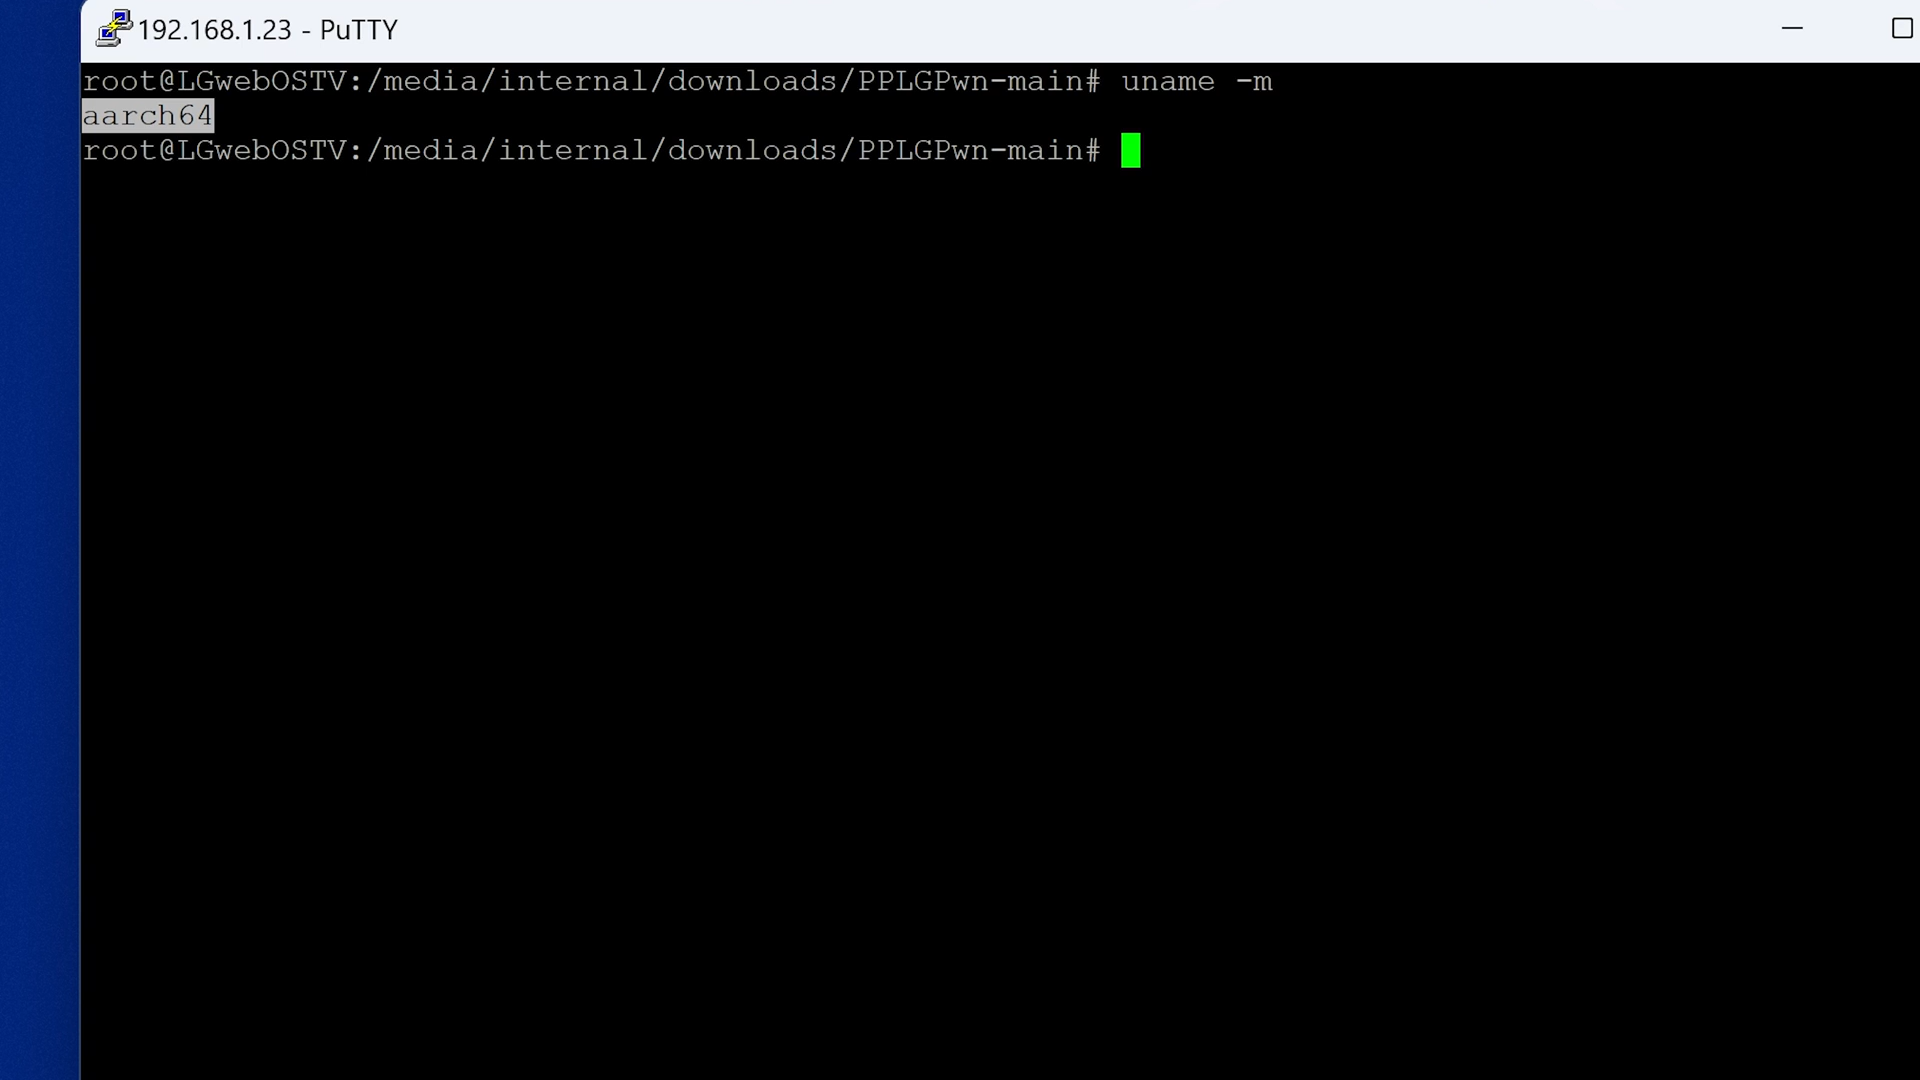 192.168.1.23 - PuTTY
root@LGwebOSTV:/media/internal/downloads/PPLGPwn-main# uname -m
aarch64
root@LGwebOSTV:/media/internal/downloads/PPLGPwn-main#